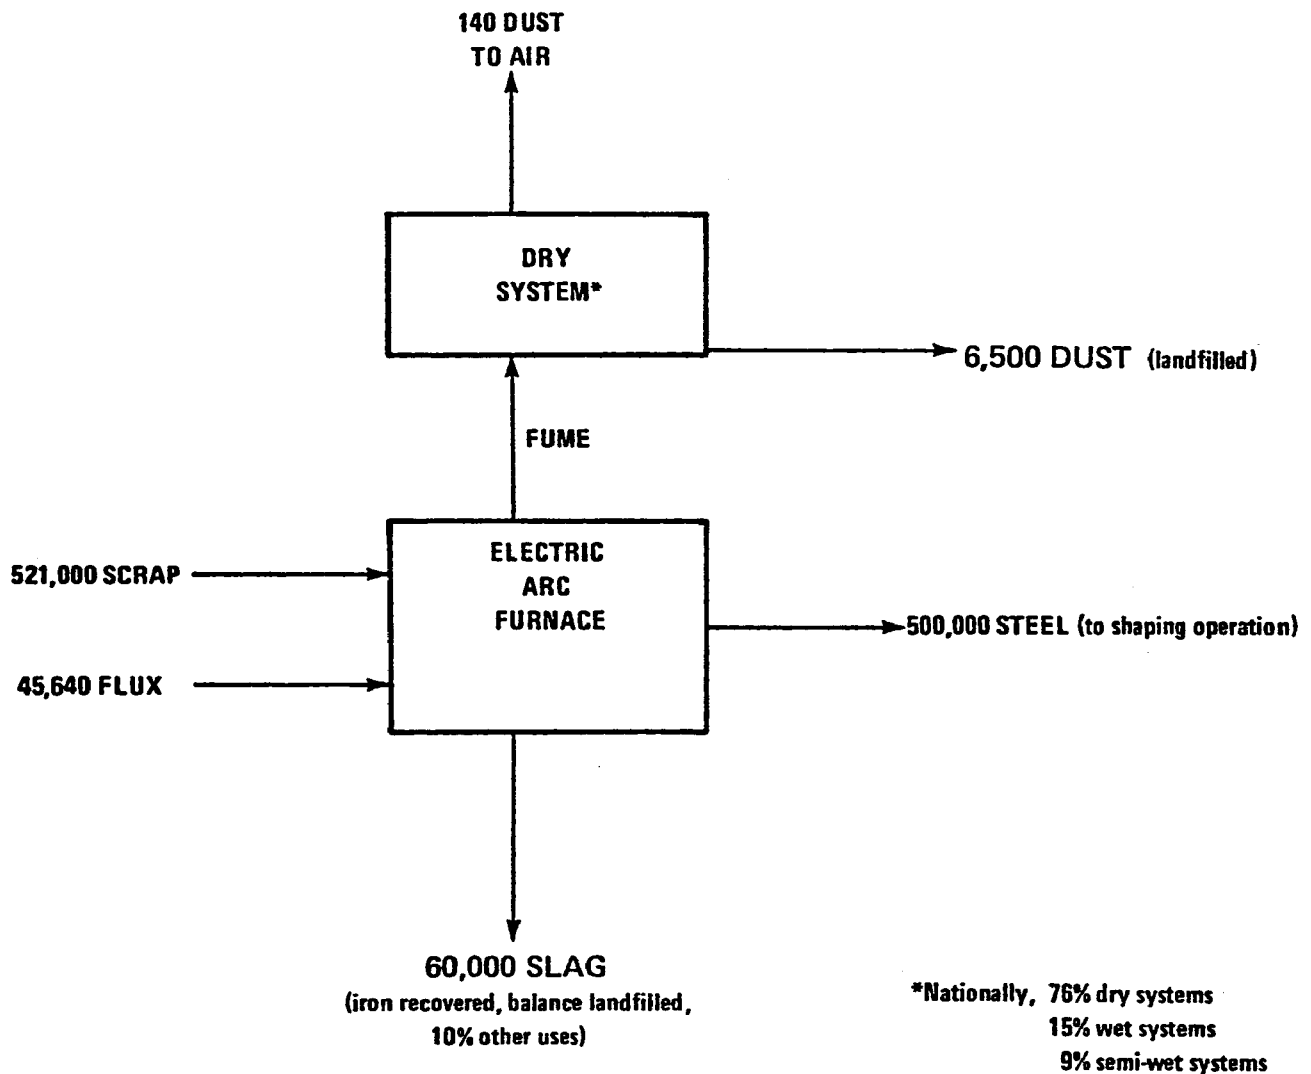 140 DUST
TO AIR
DRY
SYSTEM*
6,500 DUST (landfilled)
FUME
ELECTRIC
ARC
FURNACE
521,000 SCRAP
500,000 STEEL (to shaping operation)
45,640 FLUX
60,000 SLAG
(iron recovered, balance landfilled,
10% other uses)
*Nationally, 76% dry systems
15% wet systems
9% semi-wet systems